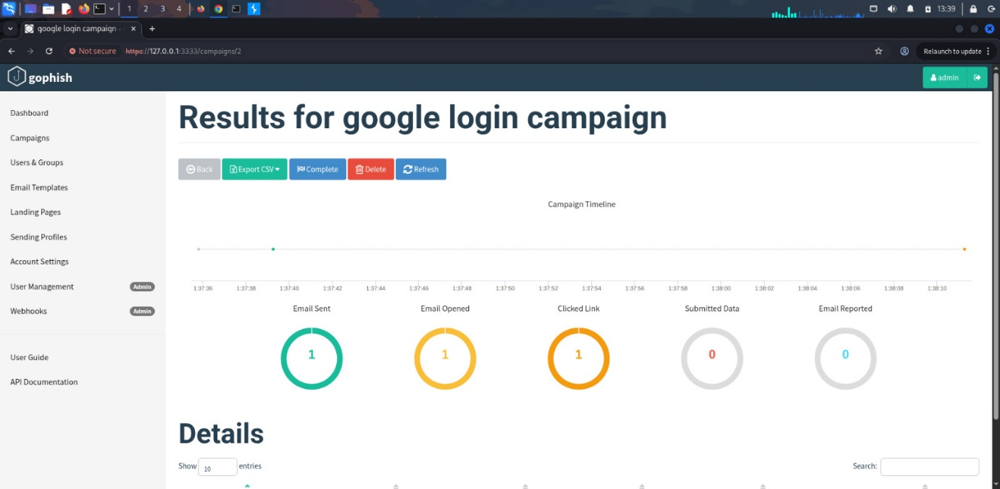 1 2 3 4 13:39
google login campaign -
Not secure https://127.0.0.1:3333/campaigns/2 Relaunch to update
gophish admin
Dashboard
Campaigns
Users & Groups
Email Templates
Landing Pages
Sending Profiles
Account Settings
User Management Admin
Webhooks Admin
User Guide
API Documentation
Results for google login campaign
Back Export CSV Complete Delete Refresh
Campaign Timeline
1:37:36 1:37:38 1:37:40 1:37:42 1:37:44 1:37:46 1:37:48 1:37:50 1:37:52 1:37:54 1:37:56 1:37:58 1:38:00 1:38:02 1:38:04 1:38:06 1:38:08 1:38:10
Email Sent Email Opened Clicked Link Submitted Data Email Reported
1 1 1 0 0
Details
Show 10 entries Search: